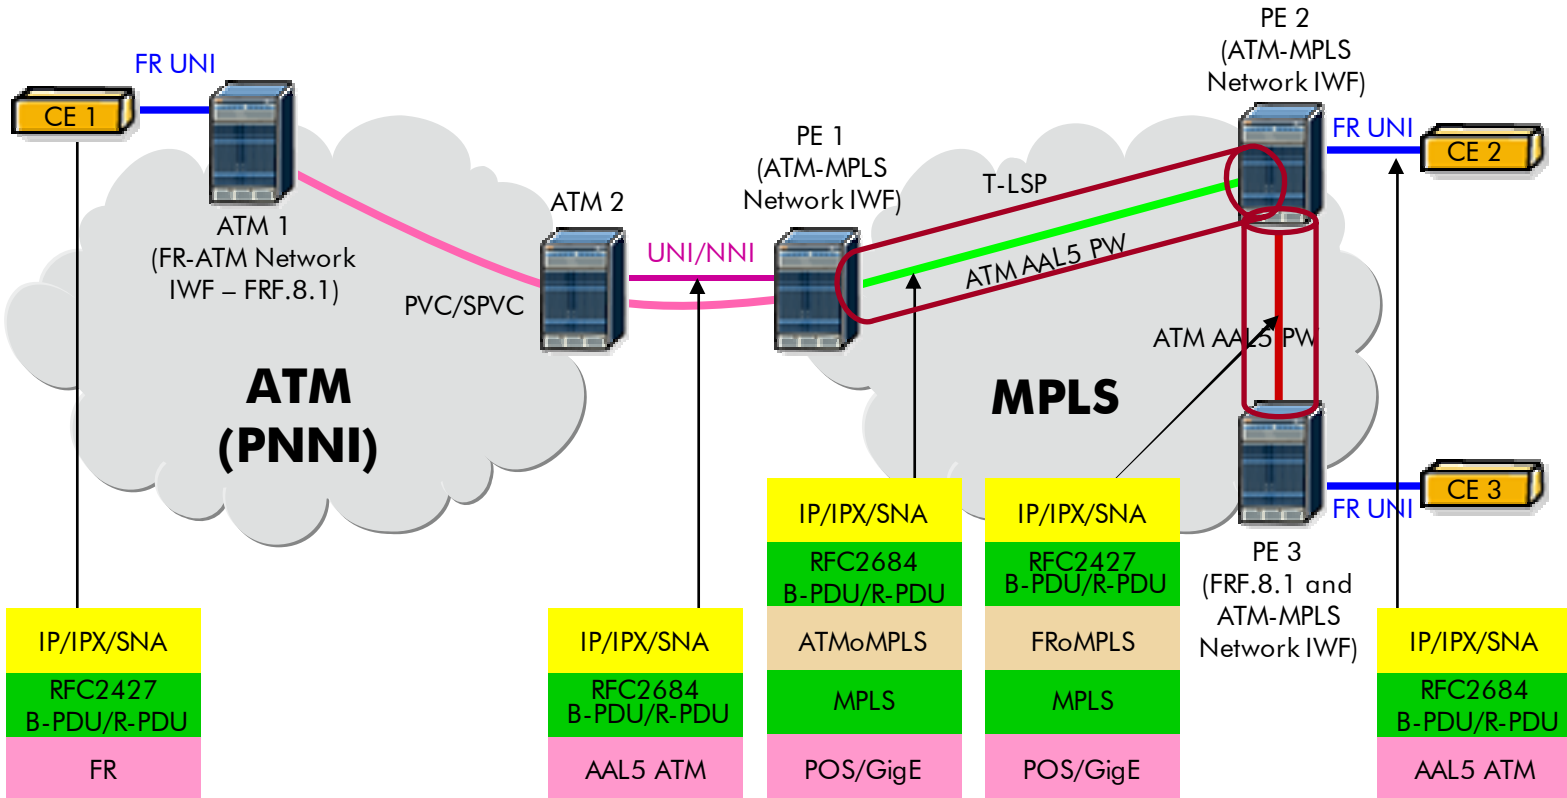 PE 2
(ATM-MPLS
Network IWF)
FR UNI
CE 1
PE 1
(ATM-MPLS
Network IWF)
FR UNI
CE 2
T-LSP
ATM 1
(FR-ATM Network
IWF – FRF.8.1)
ATM 2
UNI/NNI
PVC/SPVC
ATM AAL5 PW
ATM AAL5 PW
ATM
(PNNI)
MPLS
CE 3
FR UNI
PE 3
(FRF.8.1 and
ATM-MPLS
Network IWF)
IP/IPX/SNA
RFC2427
B-PDU/R-PDU
FR
IP/IPX/SNA
RFC2684
B-PDU/R-PDU
AAL5 ATM
IP/IPX/SNA
RFC2684
B-PDU/R-PDU
ATMoMPLS
MPLS
POS/GigE
IP/IPX/SNA
RFC2427
B-PDU/R-PDU
FRoMPLS
MPLS
POS/GigE
IP/IPX/SNA
RFC2684
B-PDU/R-PDU
AAL5 ATM